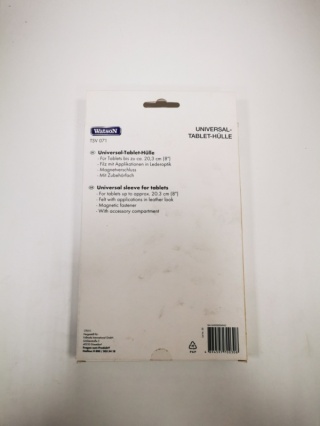 WATSON
TSV 071
UNIVERSAL-
TABLET-HÜLLE
Universal-Tablet-Hülle
- Für Tablets bis zu ca. 20,3 cm (8")
- Filz mit Applikationen in Lederoptik
- Magnetverschluss
- Mit Zubehörfach
Universal sleeve for tablets
- For tablets up to approx. 20.3 cm (8")
- Felt with applications in leather look
- Magnetic fastener
- With accessory compartment